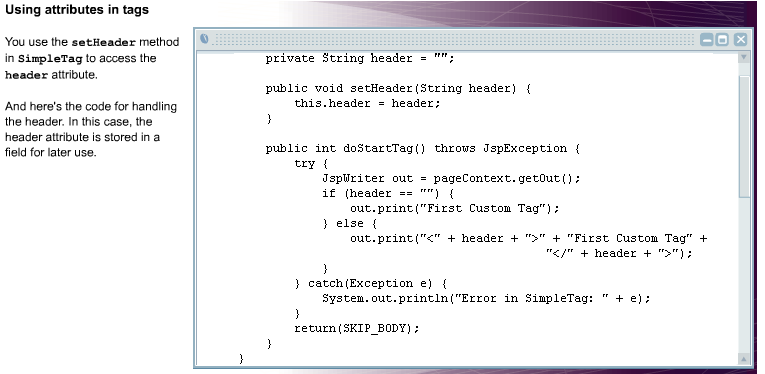 Using attributes in tags
You use the setHeader method
in SimpleTag to access the
header attribute.
And here's the code for handling
the header. In this case, the
header attribute is stored in a
field for later use.
private String header = "";
public void setHeader(String header) {
this.header = header;
}
public int doStartTag() throws JspException {
try {
JspWriter out = pageContext.getOut();
if (header == "") {
out.print("First Custom Tag");
} else {
out.print("<" + header + ">" + "First Custom Tag" +
"</" + header + ">");
}
} catch(Exception e) {
System.out.println("Error in SimpleTag: " + e);
}
return(SKIP_BODY);
}
}